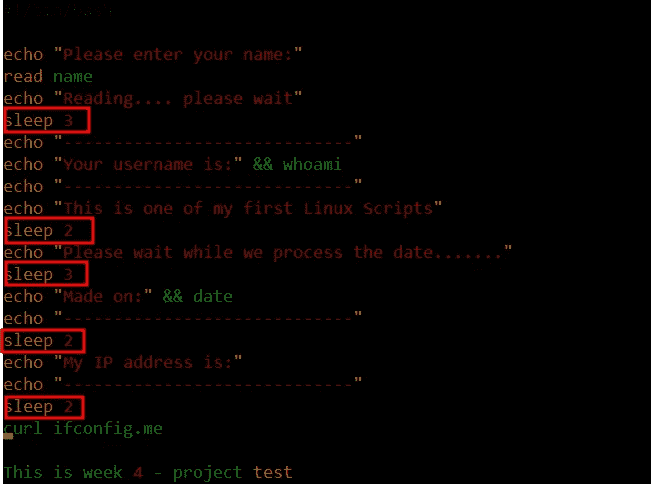 echo "Please enter your name:"
read name
echo "Reading.... please wait"
sleep 3
echo "-----------------------------"
echo "Your username is:" && whoami
echo "-----------------------------"
echo "This is one of my first Linux Scripts"
sleep 2
echo "Please wait while we process the date......."
sleep 3
echo "Made on:" && date
echo "-----------------------------"
sleep 2
echo "My IP address is:"
echo "-----------------------------"
sleep 2
curl ifconfig.me
This is week 4 - project test